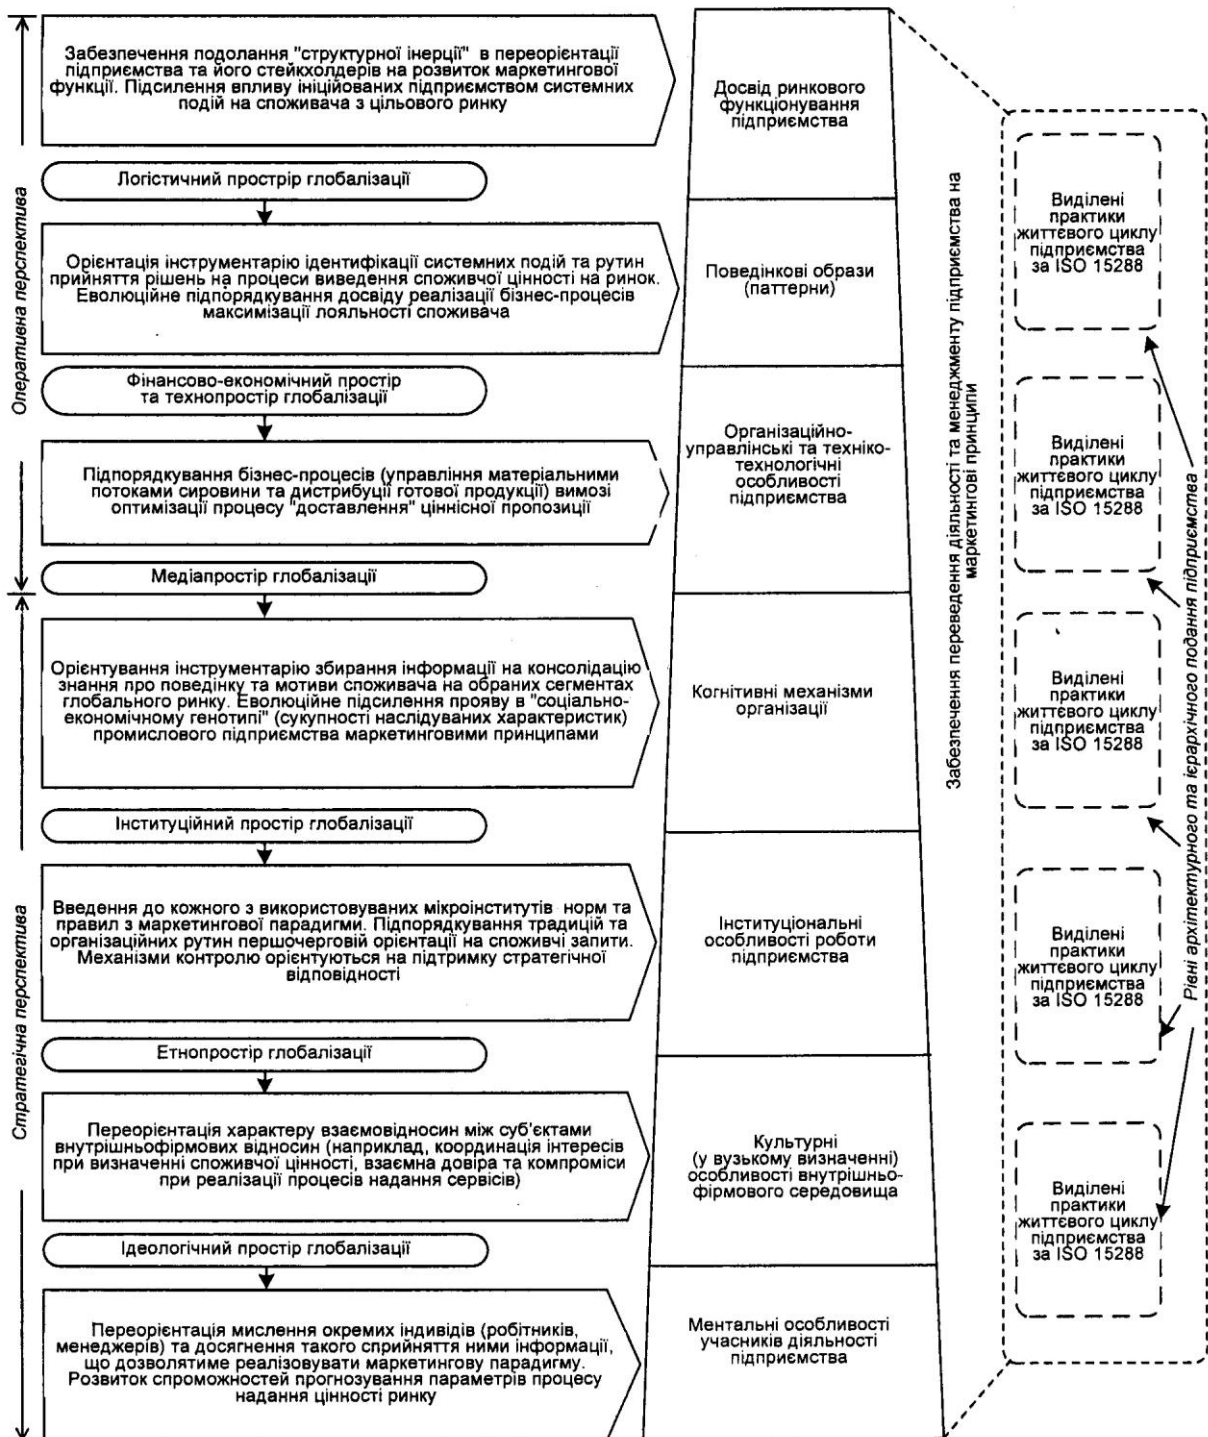 Забезпечення подолання "структурної інерції" в переорієнтації
підприємства та його стейкхолдерів на розвиток маркетингової
функції. Підсилення впливу ініційованих підприємством системних
подій на споживача з цільового ринку
Досвід ринкового
функціонування
підприємства
Логістичний прострір глобалізації
Орієнтація інструментарію ідентифікації системних подій та рутин
прийняття рішень на процеси виведення споживчої цінності на ринок.
Еволюційне підпорядкування досвіду реалізації бізнес-процесів
максимізації лояльності споживача
Поведінкові образи
(паттерни)
Оперативна перспектива
Фінансово-економічний простір
та технопростір глобалізації
Підпорядкування бізнес-процесів (управління матеріальними
потоками сировини та дистрибуції готової продукції) вимозі
оптимізації процесу "доставлення" ціннісної пропозиції
Організаційно-
управлінські та техніко-
технологічні
особливості
підприємства
Медіапростір глобалізації
Орієнтування інструментарію збирання інформації на консолідацію
знання про поведінку та мотиви споживача на обраних сегментах
глобального ринку. Еволюційне підсилення прояву в "соціально-
економічному генотипі" (сукупності наслідуваних характеристик)
промислового підприємства маркетинговими принципами
Когнітивні механізми
організації
Інституційний простір глобалізації
Введення до кожного з використовуваних мікроінститутів норм та
правил з маркетингової парадигми. Підпорядкування традицій та
організаційних рутин першочерговій орієнтації на споживчі запити.
Механізми контролю орієнтуються на підтримку стратегічної
відповідності
Інституціональні
особливості роботи
підприємства
Стратегічна перспектива
Етнопростір глобалізації
Переорієнтація характеру взаємовідносин між суб'єктами
внутрішньофірмових відносин (наприклад, координація інтересів
при визначенні споживчої цінності, взаємна довіра та компроміси
при реалізації процесів надання сервісів)
Культурні
(у вузькому визначенні)
особливості внутрішньо-
фірмового середовища
Ідеологічний простір глобалізації
Переорієнтація мислення окремих індивідів (робітників,
менеджерів) та досягнення такого сприйняття ними інформації,
що дозволятиме реалізовувати маркетингову парадигму.
Розвиток спроможностей прогнозування параметрів процесу
надання цінності ринку
Ментальні особливості
учасників діяльності
підприємства
Забезпечення переведення діяльності та менеджменту підприємства на
маркетингові принципи
Виділені
практики
життєвого циклу
підприємства
за ISO 15288
Виділені
практики
життєвого циклу
підприємства
за ISO 15288
Виділені
практики
життєвого циклу
підприємства
за ISO 15288
Виділені
практики
життєвого циклу
підприємства
за ISO 15288
Виділені
практики
життєвого циклу
підприємства
за ISO 15288
Рівні архітектурного та ієрархічного подання підприємства